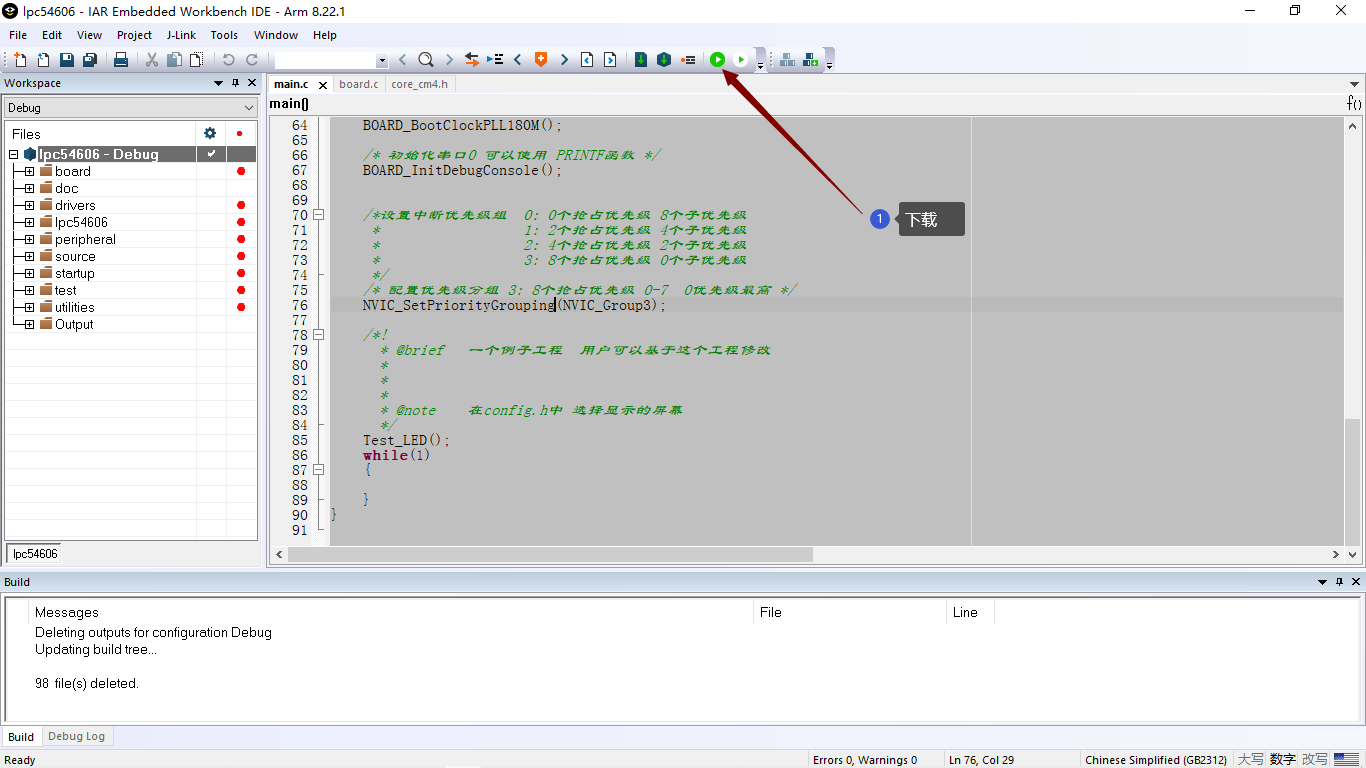 lpc54606 - IAR Embedded Workbench IDE - Arm 8.22.1
File Edit View Project J-Link Tools Window Help
Workspace
main.c board.c core_cm4.h
Debug
main()
f()
Files
lpc54606 - Debug
board
doc
drivers
lpc54606
peripheral
source
startup
test
utilities
Output
lpc54606
64 BOARD_BootClockPLL180M();
65
66 /* 初始化串口0 可以使用 PRINTF函数 */
67 BOARD_InitDebugConsole();
68
69
70 /*设置中断优先级组 0: 0个抢占优先级 8个子优先级
71 * 1: 2个抢占优先级 4个子优先级
72 * 2: 4个抢占优先级 2个子优先级
73 * 3: 8个抢占优先级 0个子优先级
74 */
75 /* 配置优先级分组 3: 8个抢占优先级 0-7 0优先级最高 */
76 NVIC_SetPriorityGrouping(NVIC_Group3);
77
78 /*!
79 * @brief 一个例子工程 用户可以基于这个工程修改
80 *
81 *
82 *
83 * @note 在config.h中 选择显示的屏幕
84 */
85 Test_LED();
86 while(1)
87 {
88
89 }
90 }
91
1 下载
Build
Messages File Line
Deleting outputs for configuration Debug
Updating build tree...
98 file(s) deleted.
Build Debug Log
Ready Errors 0, Warnings 0 Ln 76, Col 29 Chinese Simplified (GB2312) 大写 数字 改写